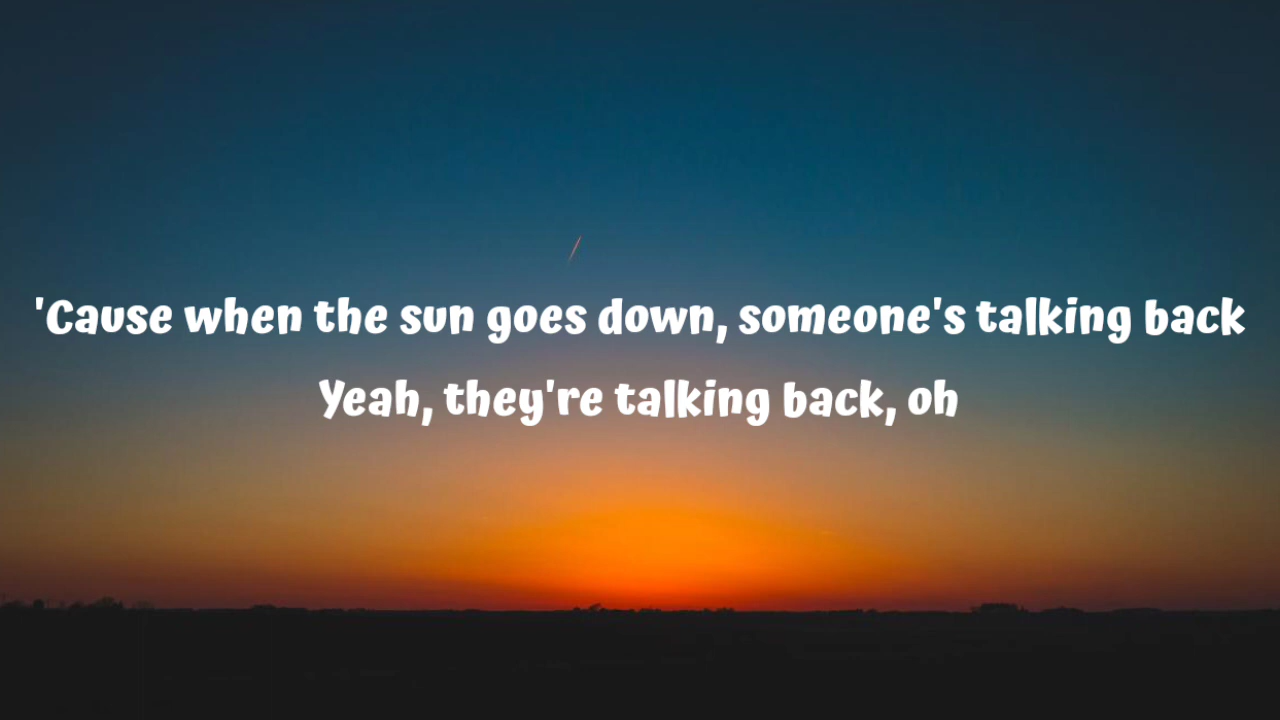 'Cause when the sun goes down, someone's talking back
Yeah, they're talking back, oh